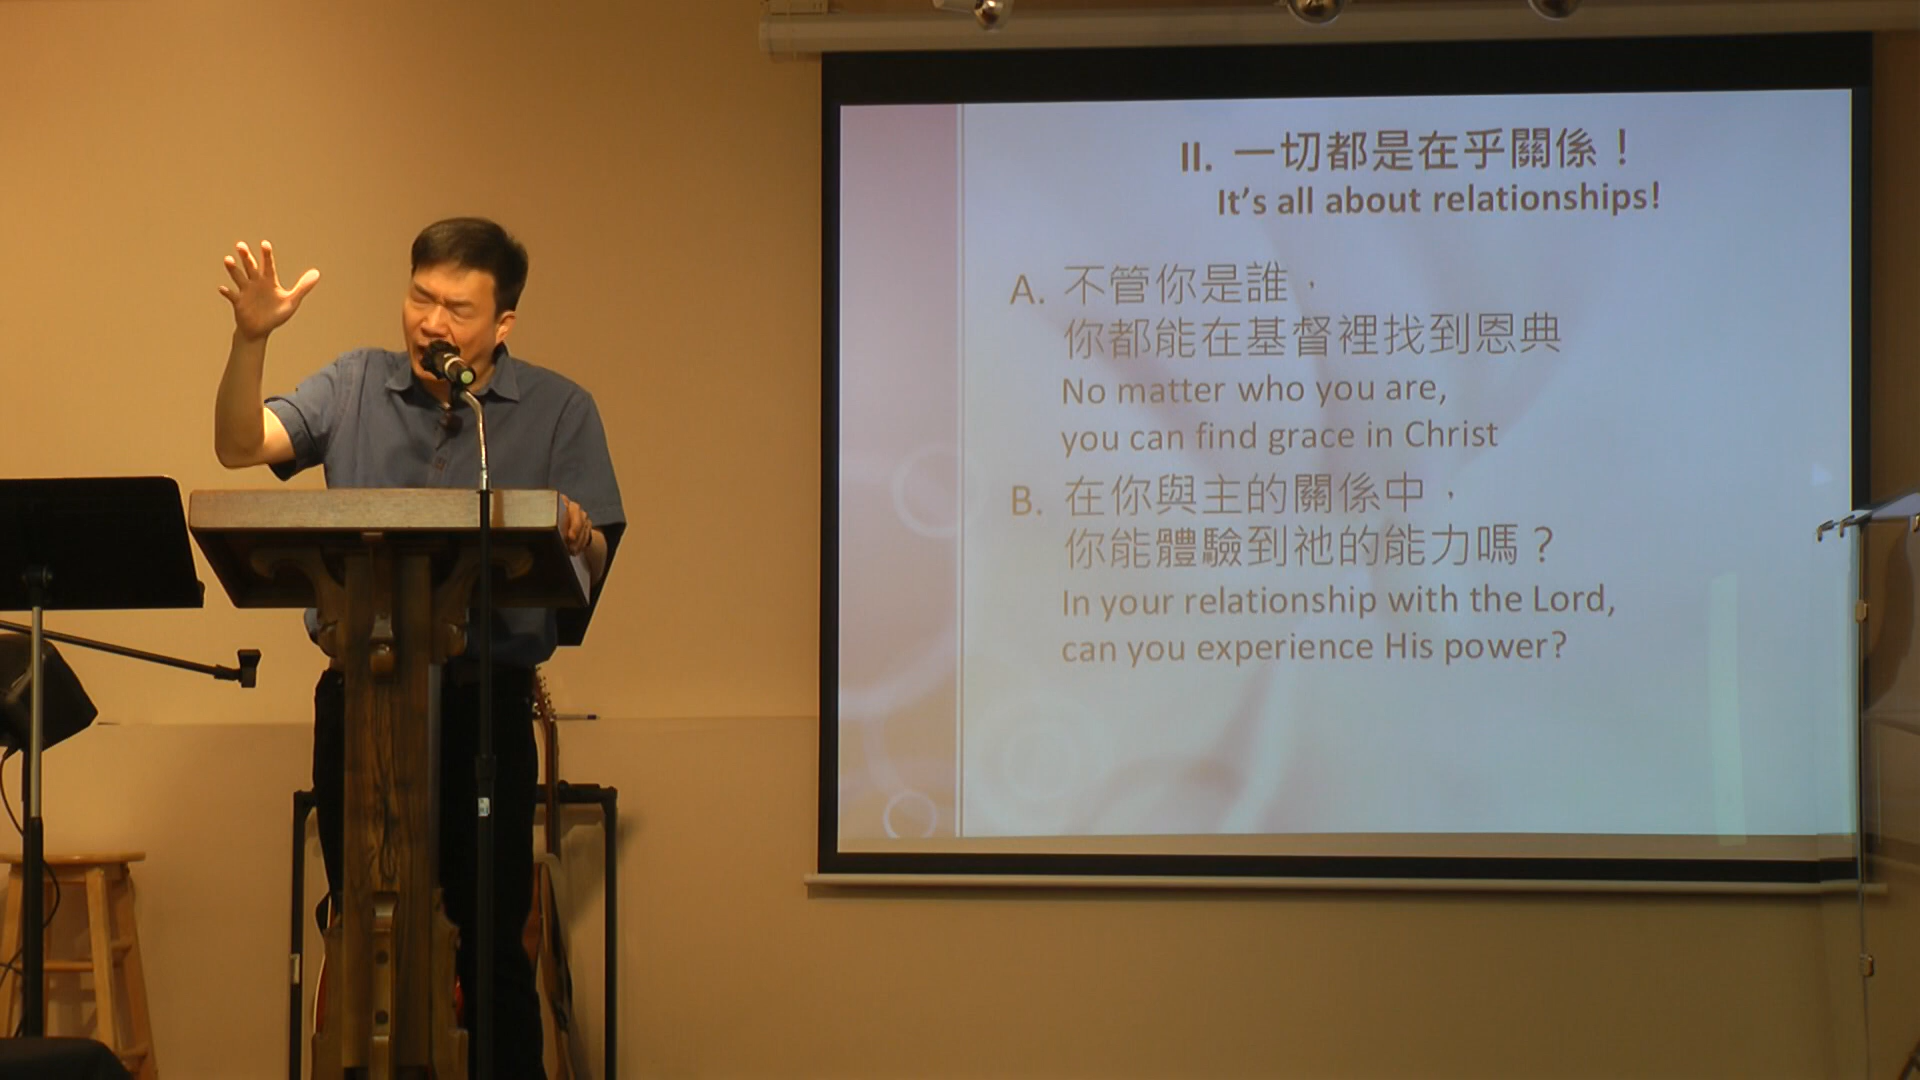 II. 一切都是在乎關係！
It's all about relationships!
A. 不管你是誰，
你都能在基督裡找到恩典
No matter who you are,
you can find grace in Christ
B. 在你與主的關係中，
你能體驗到祂的能力嗎？
In your relationship with the Lord,
can you experience His power?